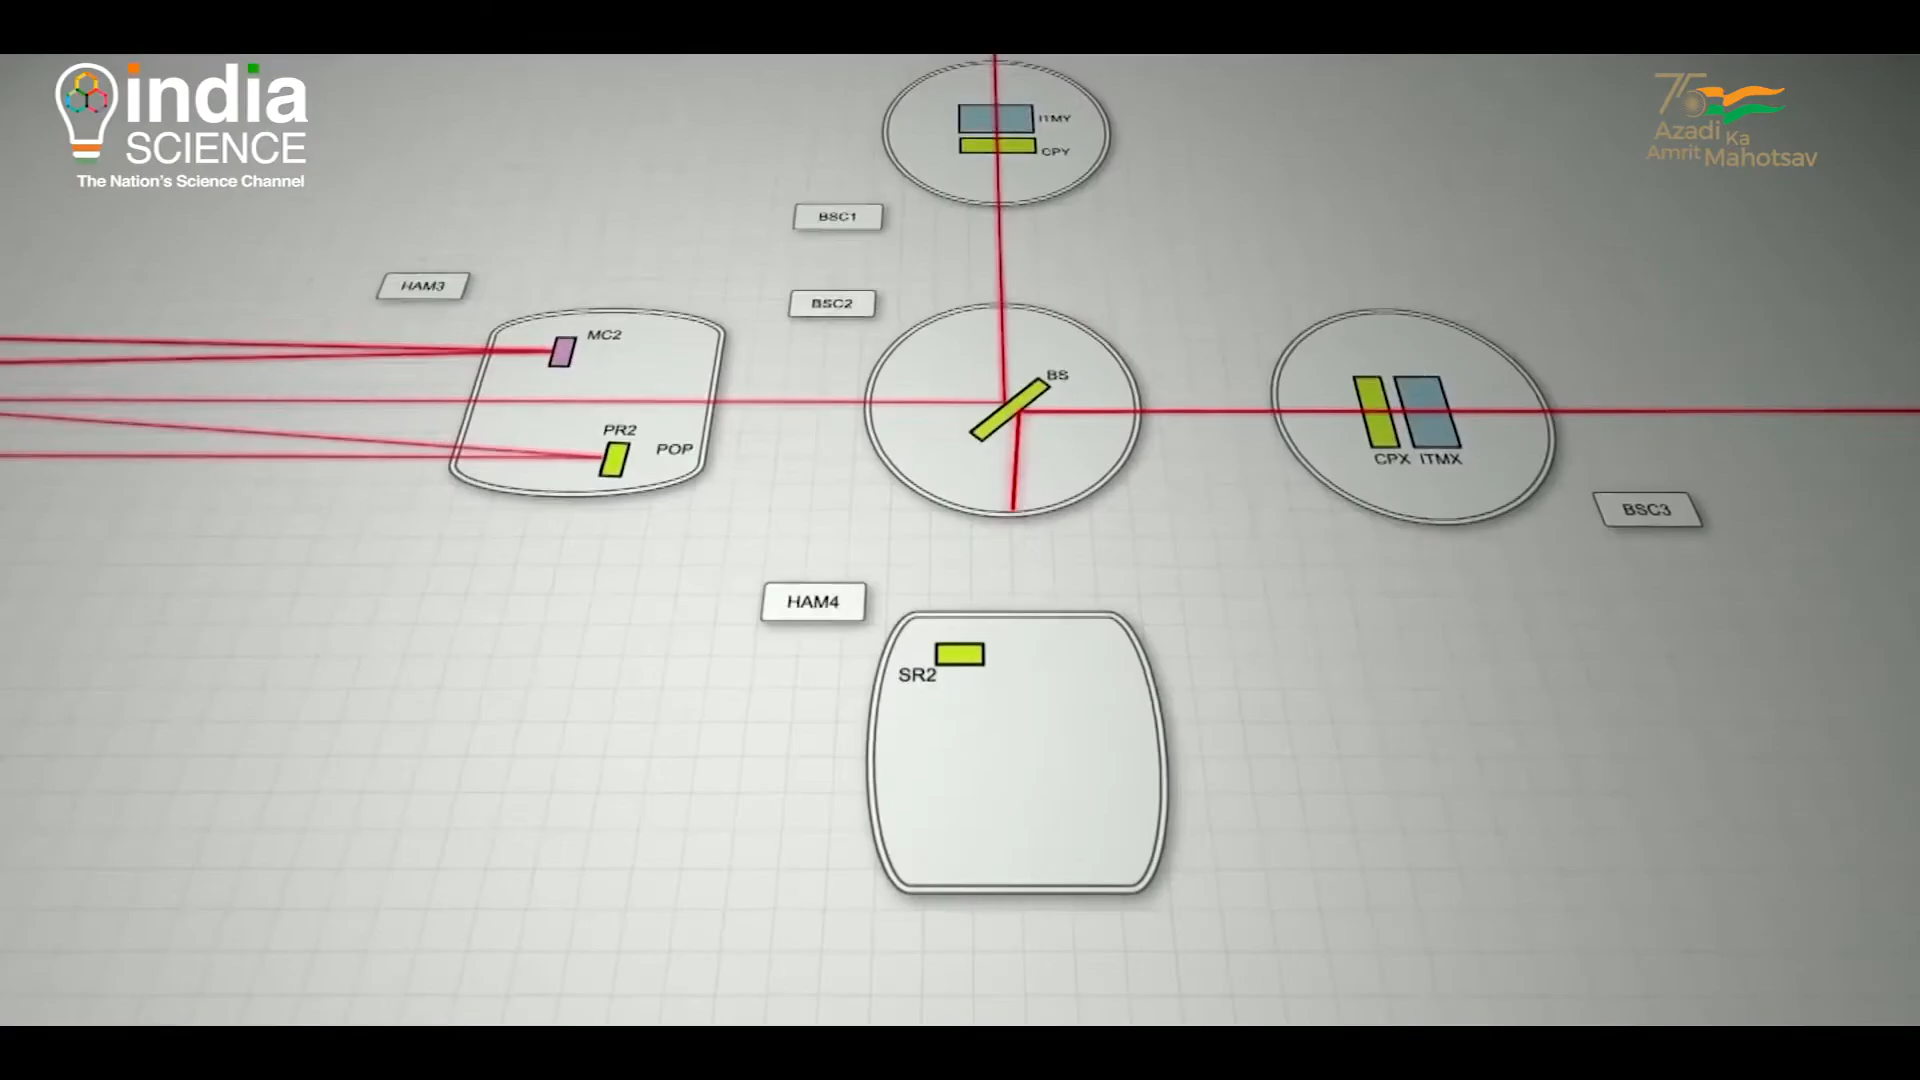 india
SCIENCE
The Nation's Science Channel
75
Azadi Ka
Amrit Mahotsav
ITMY
CPY
BSC1
HAM3
BSC2
MC2
BS
PR2
POP
CPX ITMX
BSC3
HAM4
SR2